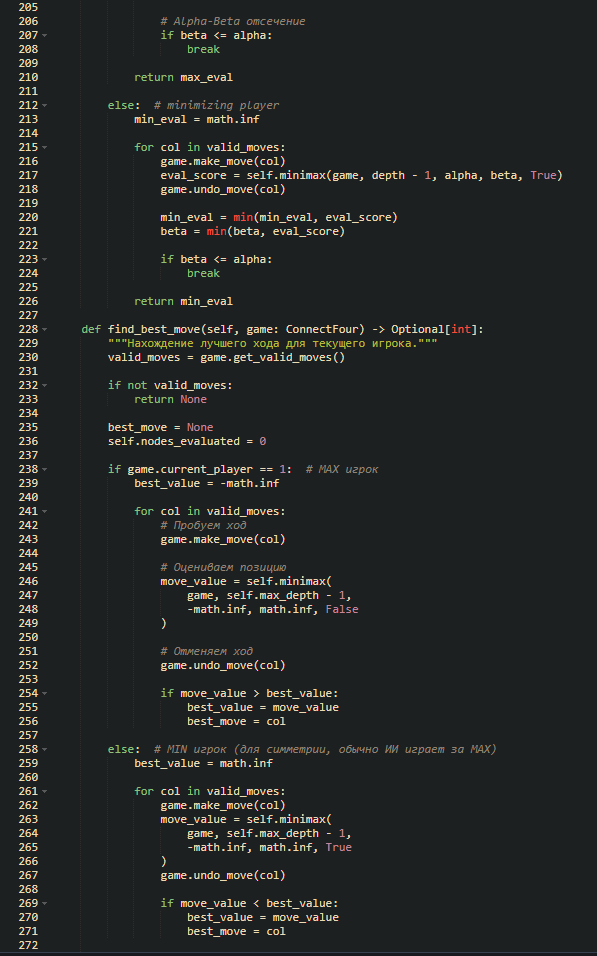 205
206 # Alpha-Beta отсечение
207 if beta <= alpha:
208 break
209
210 return max_eval
211
212 else:  # minimizing player
213 min_eval = math.inf
214
215 for col in valid_moves:
216 game.make_move(col)
217 eval_score = self.minimax(game, depth - 1, alpha, beta, True)
218 game.undo_move(col)
219
220 min_eval = min(min_eval, eval_score)
221 beta = min(beta, eval_score)
222
223 if beta <= alpha:
224 break
225
226 return min_eval
227
228 def find_best_move(self, game: ConnectFour) -> Optional[int]:
229 """Нахождение лучшего хода для текущего игрока."""
230 valid_moves = game.get_valid_moves()
231
232 if not valid_moves:
233 return None
234
235 best_move = None
236 self.nodes_evaluated = 0
237
238 if game.current_player == 1:  # MAX игрок
239 best_value = -math.inf
240
241 for col in valid_moves:
242 # Пробуем ход
243 game.make_move(col)
244
245 # Оцениваем позицию
246 move_value = self.minimax(
247 game, self.max_depth - 1,
248 -math.inf, math.inf, False
249 )
250
251 # Отменяем ход
252 game.undo_move(col)
253
254 if move_value > best_value:
255 best_value = move_value
256 best_move = col
257
258 else:  # MIN игрок (для симметрии, обычно ИИ играет за MAX)
259 best_value = math.inf
260
261 for col in valid_moves:
262 game.make_move(col)
263 move_value = self.minimax(
264 game, self.max_depth - 1,
265 -math.inf, math.inf, True
266 )
267 game.undo_move(col)
268
269 if move_value < best_value:
270 best_value = move_value
271 best_move = col
272